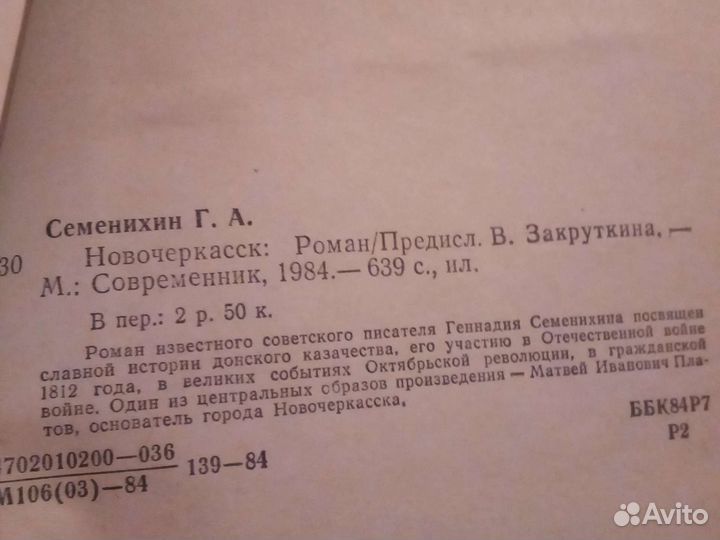 Семенихин Г. А.
30 Новочеркасск: Роман/Предисл. В. Закруткина. —
М.: Современник, 1984.— 639 с., ил.
В пер.: 2 р. 50 к.
Роман известного советского писателя Геннадия Семенихина посвящен
славной истории донского казачества, его участию в Отечественной войне
1812 года, в великих событиях Октябрьской революции, в гражданской
войне. Один из центральных образов произведения — Матвей Иванович Пла-
тов, основатель города Новочеркасска.
4702010200—036
М106(03)—84
139—84
ББК84Р7
Р2
Avito